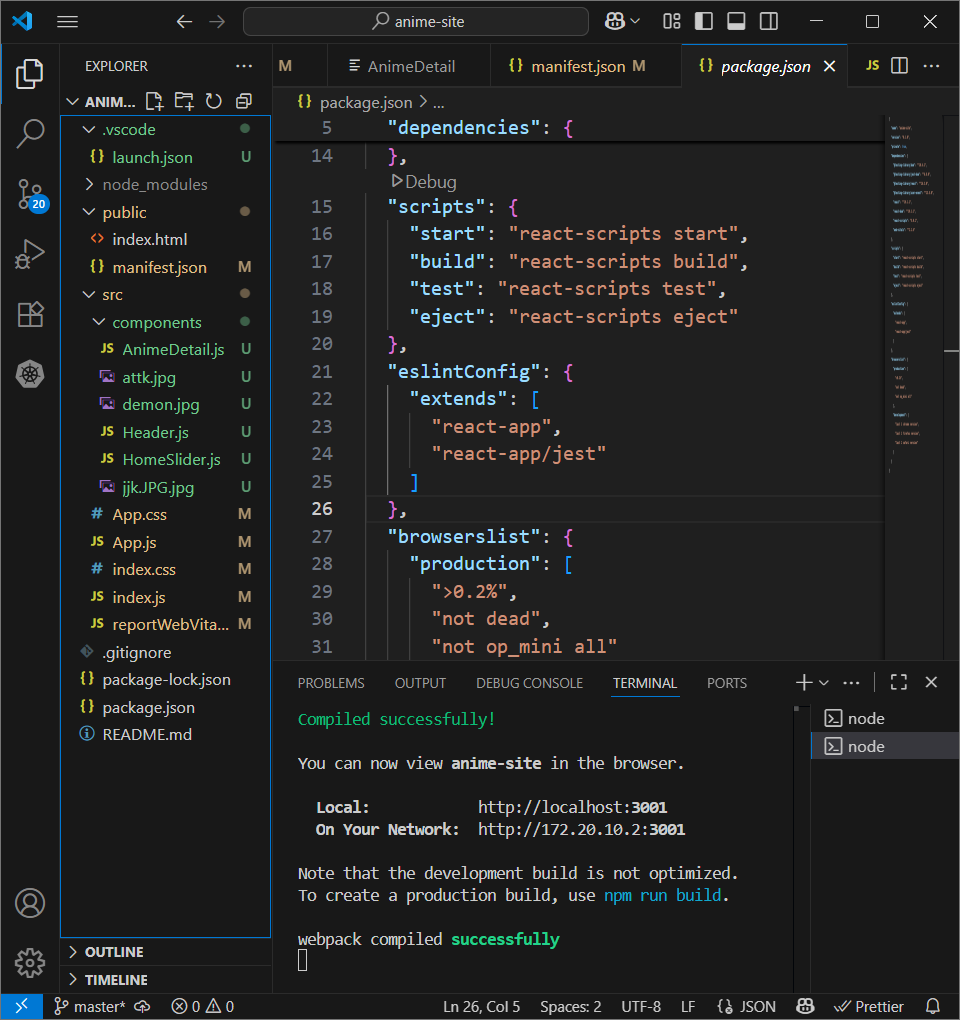 anime-site
EXPLORER
ANIM...
.vscode
{} launch.json U
node_modules
public
<> index.html
{} manifest.json M
src
components
JS AnimeDetail.js U
attk.jpg U
demon.jpg U
JS Header.js U
JS HomeSlider.js U
jjk.JPG.jpg U
# App.css M
JS App.js M
# index.css M
JS index.js M
JS reportWebVita... M
.gitignore
{} package-lock.json
{} package.json
README.md
OUTLINE
TIMELINE
20
M
AnimeDetail
{} manifest.json M
{} package.json
JS
{} package.json > ...
5 "dependencies": {
14 },
Debug
15 "scripts": {
16 "start": "react-scripts start",
17 "build": "react-scripts build",
18 "test": "react-scripts test",
19 "eject": "react-scripts eject"
20 },
21 "eslintConfig": {
22 "extends": [
23 "react-app",
24 "react-app/jest"
25 ]
26 },
27 "browserslist": {
28 "production": [
29 ">0.2%",
30 "not dead",
31 "not op_mini all"
PROBLEMS OUTPUT DEBUG CONSOLE TERMINAL PORTS
Compiled successfully!
You can now view anime-site in the browser.
Local: http://localhost:3001
On Your Network: http://172.20.10.2:3001
Note that the development build is not optimized.
To create a production build, use npm run build.
webpack compiled successfully
node
node
master* 0 0 Ln 26, Col 5 Spaces: 2 UTF-8 LF {} JSON Prettier